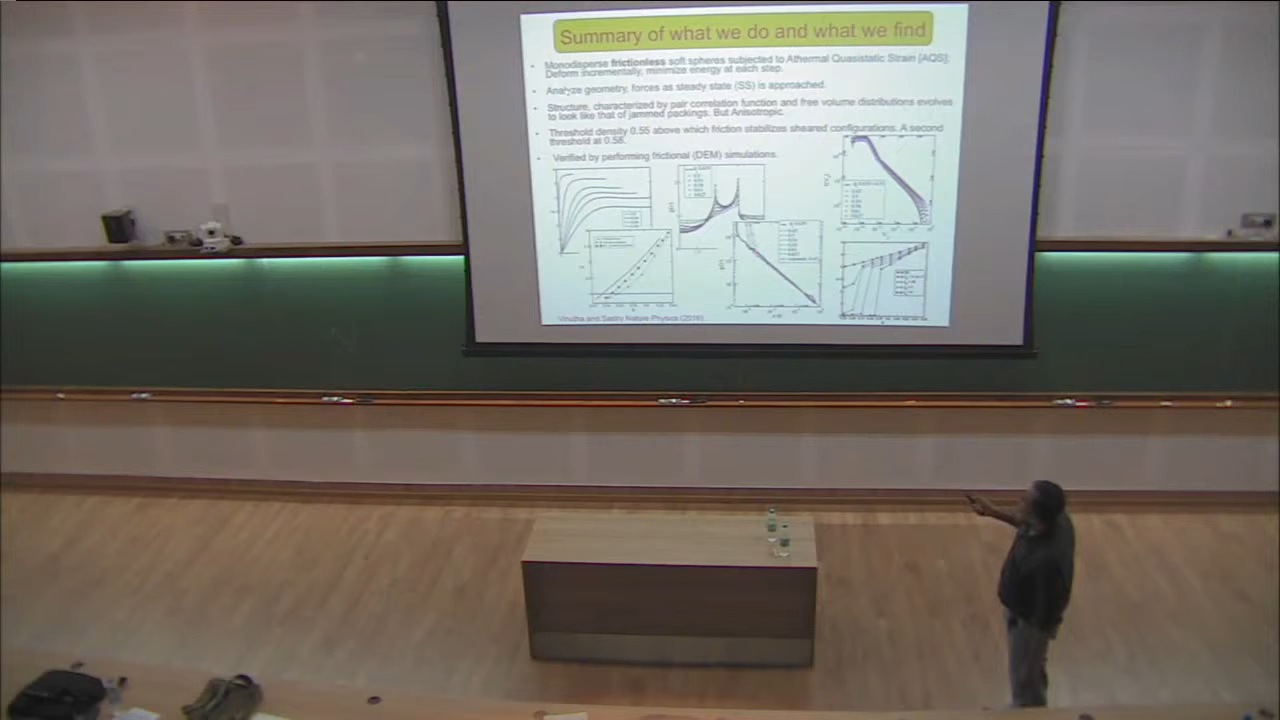 Summary of what we do and what we find
• Monodisperse frictionless soft spheres subjected to Athermal Quasistatic Strain [AQS];
Deform incrementally, minimize energy at each step.
• Analyze geometry, forces as steady state (SS) is approached.
• Structure, characterized by pair correlation function and free volume distributions evolves
to look like that of jammed packings. But Anisotropic.
• Threshold density 0.55 above which friction stabilizes sheared configurations. A second
threshold at 0.58.
• Verified by performing frictional (DEM) simulations.
Vinutha and Sastry Nature Physics (2016)